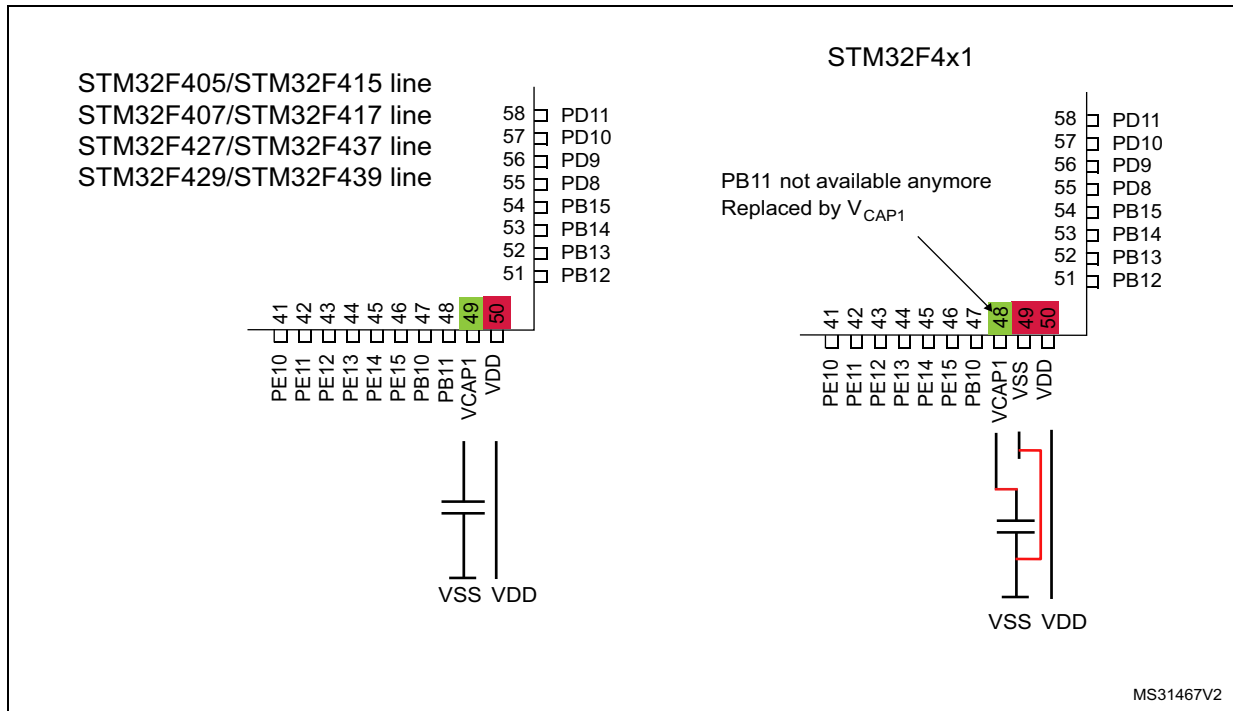 STM32F405/STM32F415 line
STM32F407/STM32F417 line
STM32F427/STM32F437 line
STM32F429/STM32F439 line
58 PD11
57 PD10
56 PD9
55 PD8
54 PB15
53 PB14
52 PB13
51 PB12
41 42 43 44 45 46 47 48 49 50
PE10 PE11 PE12 PE13 PE14 PE15 PB10 PB11 VCAP1 VDD
VSS VDD
STM32F4x1
PB11 not available anymore
Replaced by VCAP1
58 PD11
57 PD10
56 PD9
55 PD8
54 PB15
53 PB14
52 PB13
51 PB12
41 42 43 44 45 46 47 48 49 50
PE10 PE11 PE12 PE13 PE14 PE15 PB10 VCAP1 VSS VDD
VSS VDD
MS31467V2